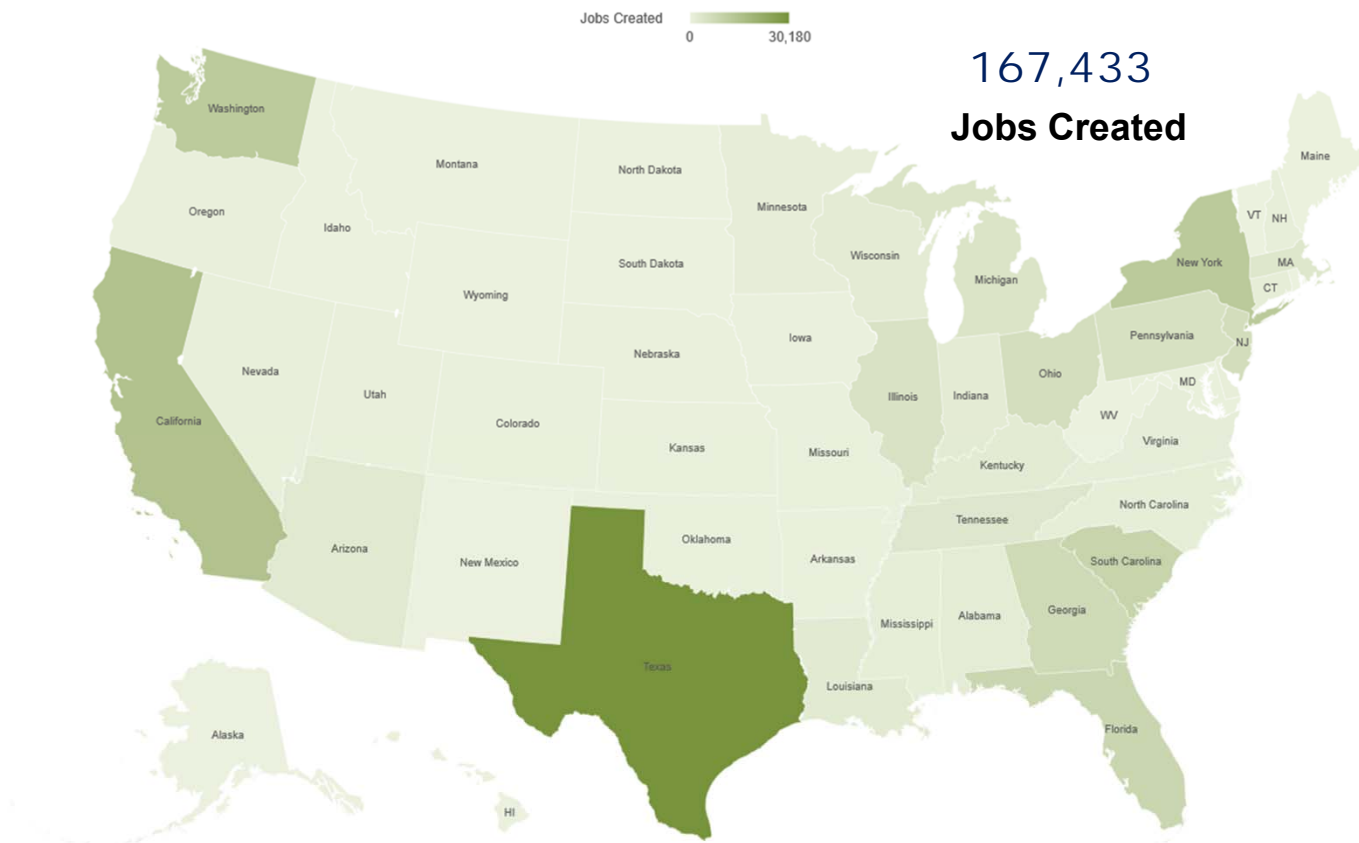 Jobs Created
0 30,180
167,433
Jobs Created
Washington
Montana
North Dakota
Maine
Oregon
Idaho
Minnesota
VT NH
South Dakota
Wisconsin
New York
MA
Wyoming
Michigan
CT
Iowa
Pennsylvania
NJ
Nebraska
Nevada
Ohio
MD
Utah
Illinois
Indiana
California
Colorado
WV
Kansas
Missouri
Virginia
Kentucky
North Carolina
Tennessee
Arizona
Oklahoma
New Mexico
Arkansas
South Carolina
Mississippi
Alabama
Georgia
Texas
Louisiana
Alaska
Florida
HI